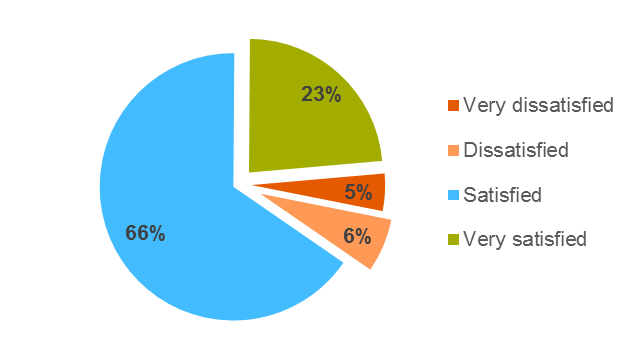 23%
5%
6%
66%
Very dissatisfied
Dissatisfied
Satisfied
Very satisfied